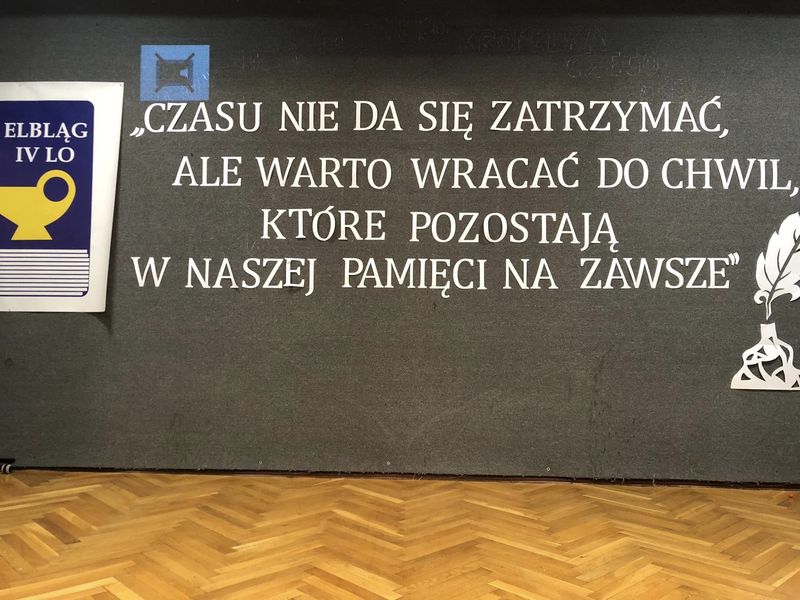 ELBLĄG
IV LO
„CZASU NIE DA SIĘ ZATRZYMAĆ,
ALE WARTO WRACAĆ DO CHWIL,
KTÓRE POZOSTAJĄ
W NASZEJ PAMIĘCI NA ZAWSZE”